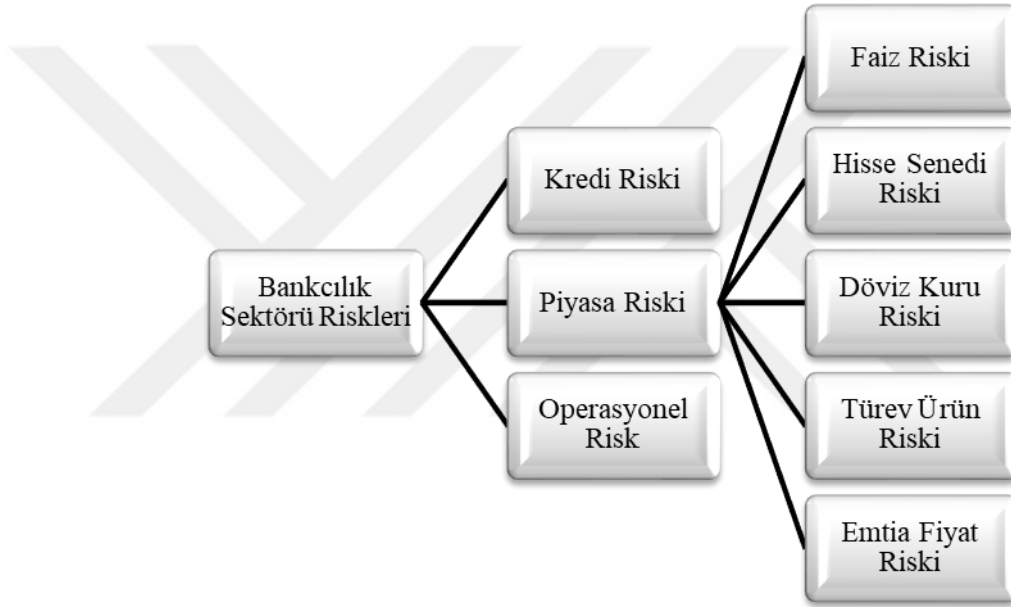 Bankcılık
Sektörü Riskleri
Kredi Riski
Piyasa Riski
Operasyonel
Risk
Faiz Riski
Hisse Senedi
Riski
Döviz Kuru
Riski
Türev Ürün
Riski
Emtia Fiyat
Riski